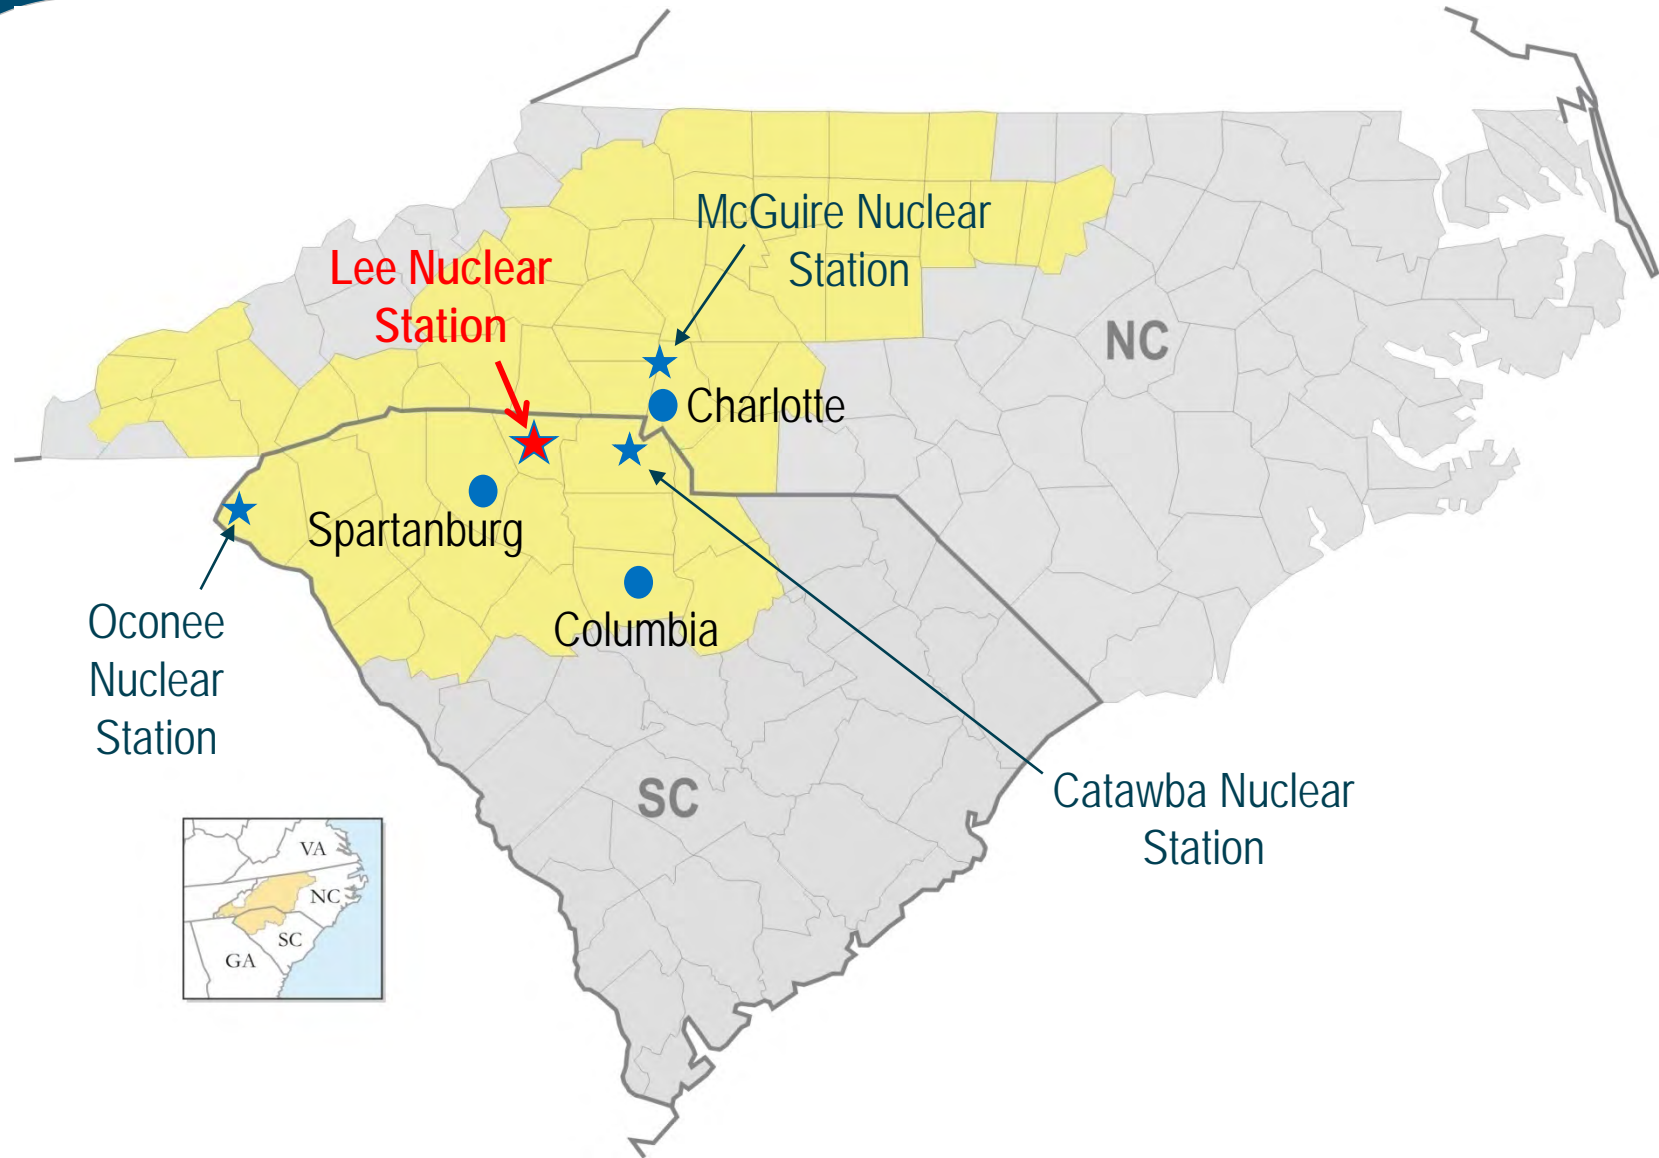 McGuire Nuclear
Station
Lee Nuclear
Station
NC
Charlotte
Spartanburg
Columbia
Oconee
Nuclear
Station
SC
Catawba Nuclear
Station
VA
NC
SC
GA